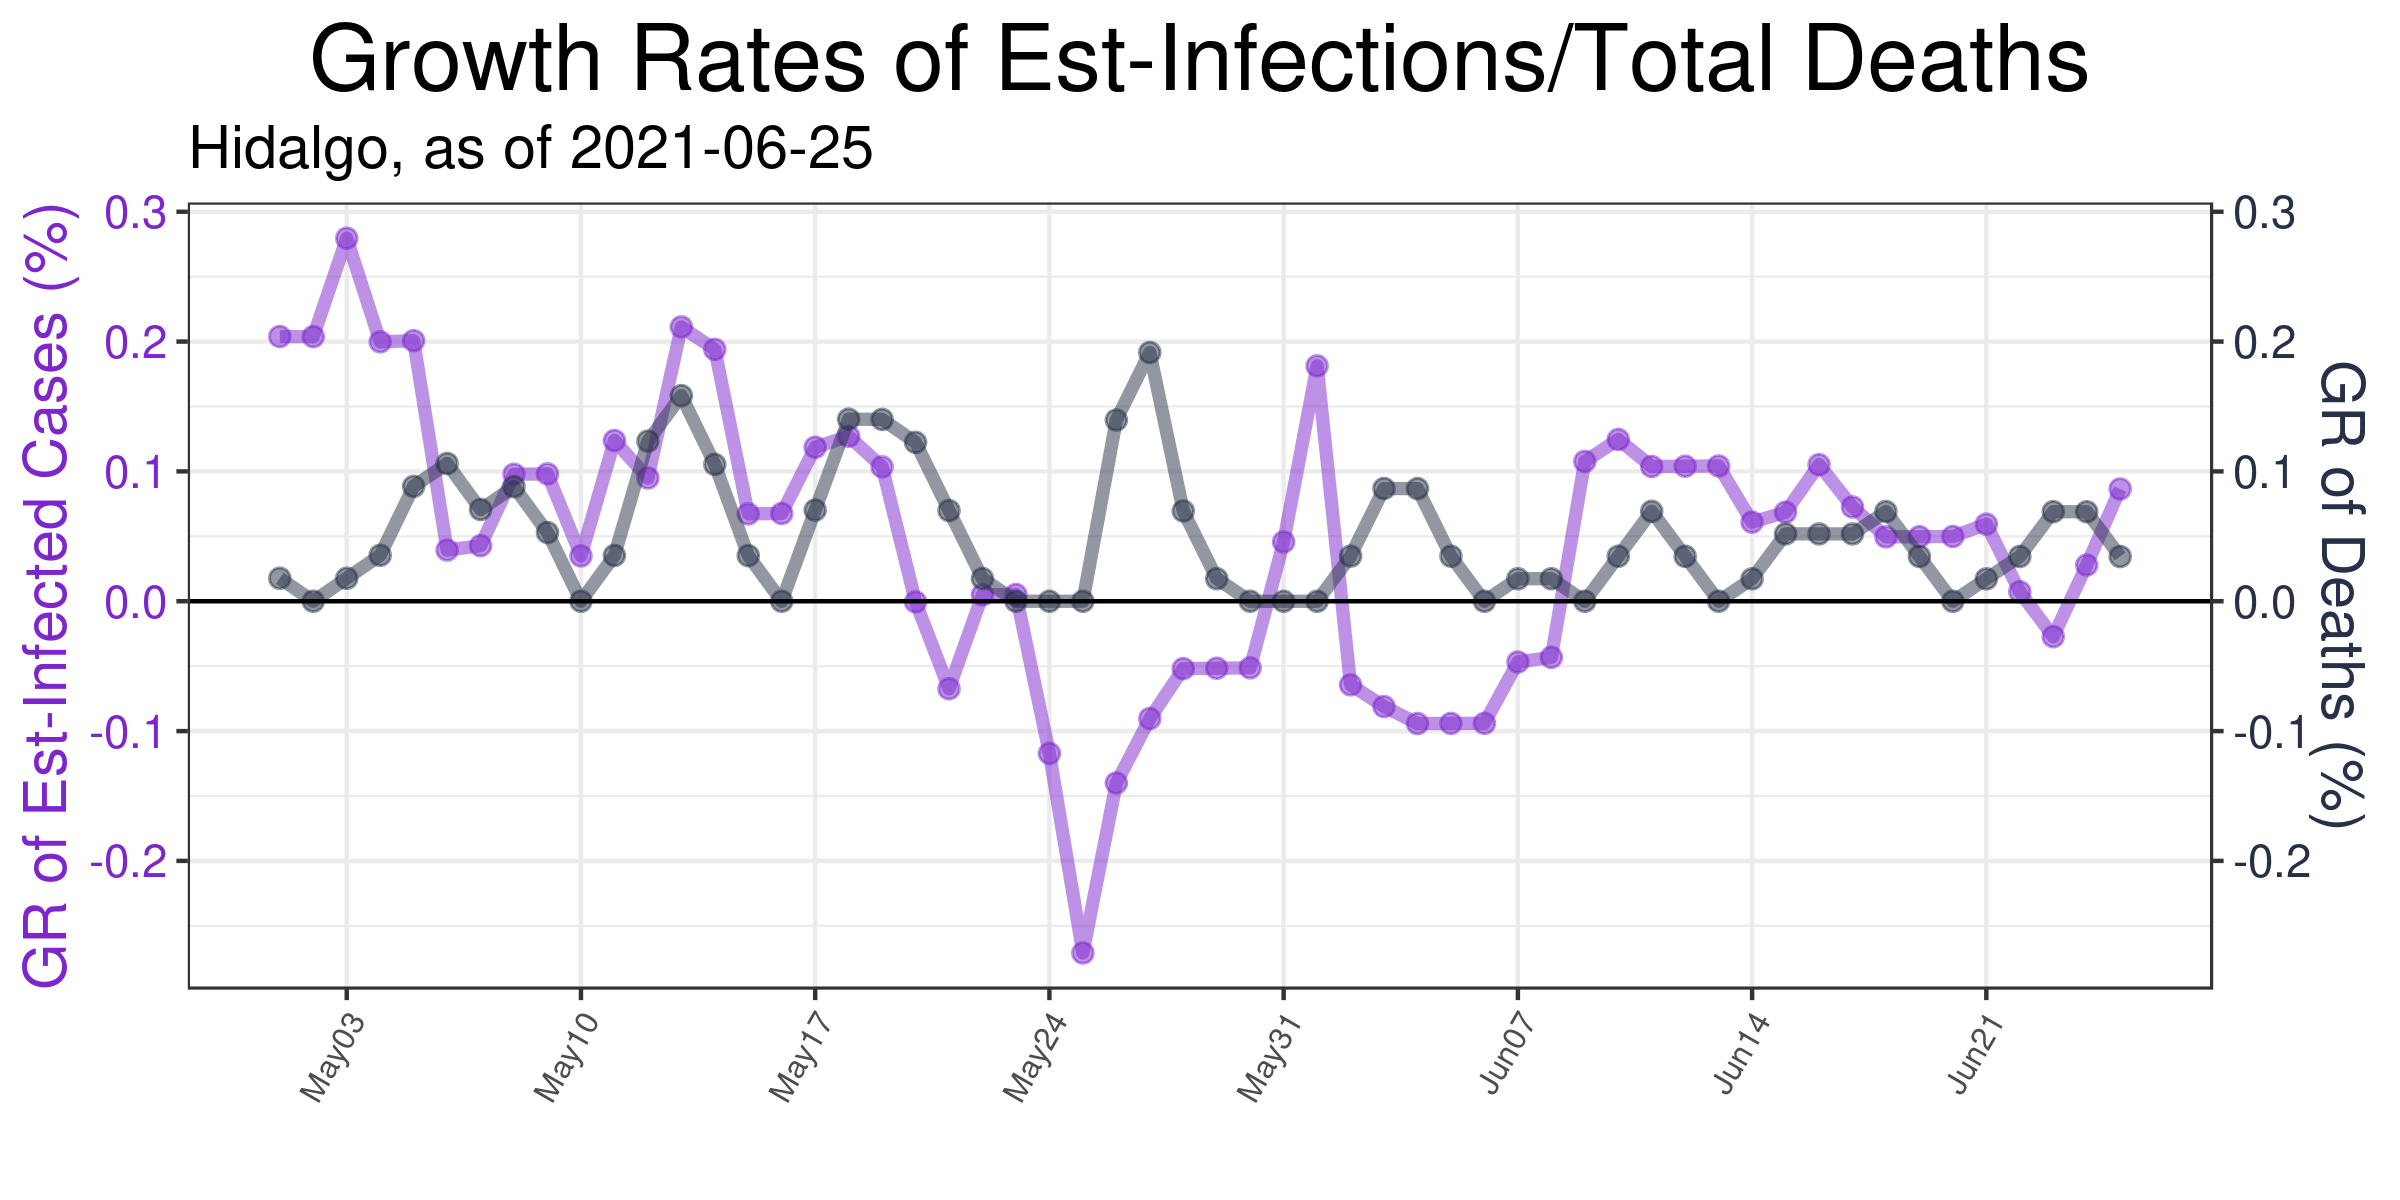 Growth Rates of Est-Infections/Total Deaths
Hidalgo, as of 2021-06-25
GR of Est-Infected Cases (%)
0.3
0.2
0.1
0.0
-0.1
-0.2
0.3
0.2
0.1
0.0
-0.1
-0.2
GR of Deaths (%)
May03
May10
May17
May24
May31
Jun07
Jun14
Jun21